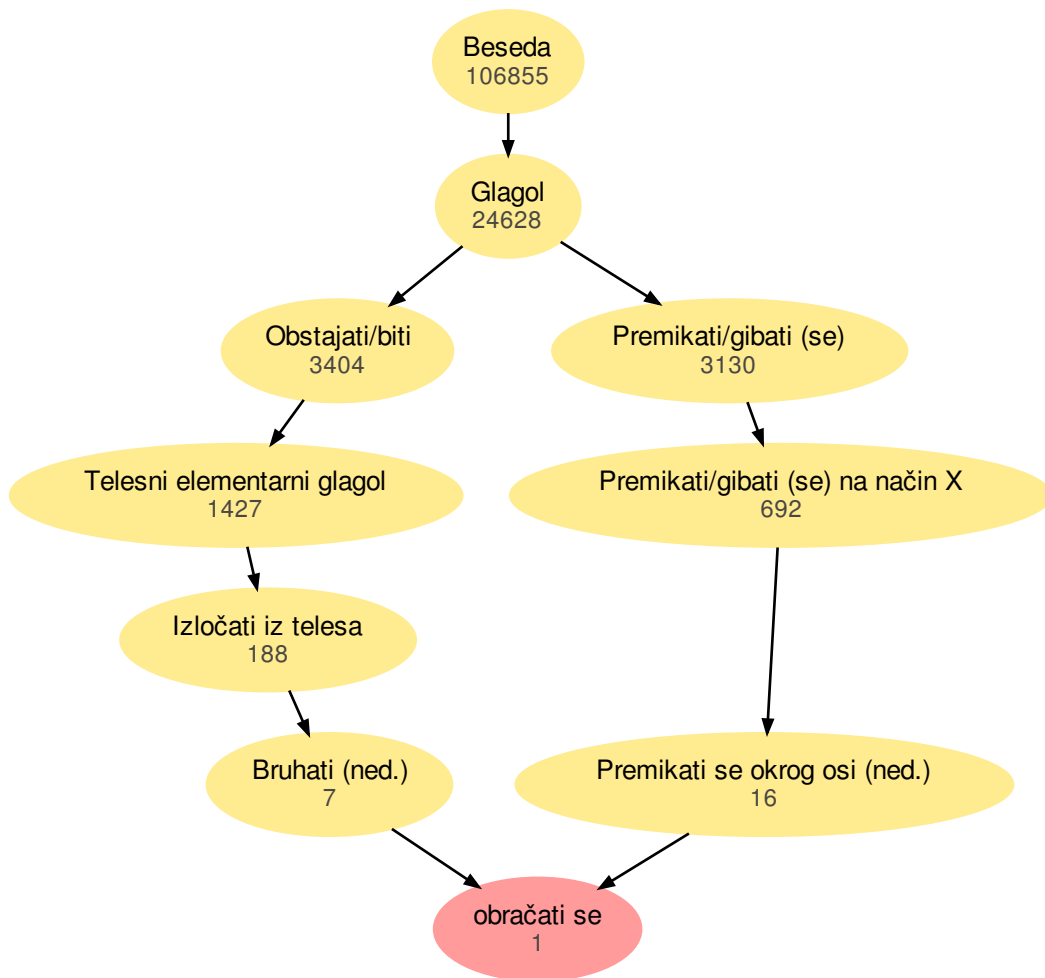 Beseda
106855
Glagol
24628
Obstajati/biti
3404
Premikati/gibati (se)
3130
Telesni elementarni glagol
1427
Premikati/gibati (se) na način X
692
Izločati iz telesa
188
Bruhati (ned.)
7
Premikati se okrog osi (ned.)
16
obračati se
1